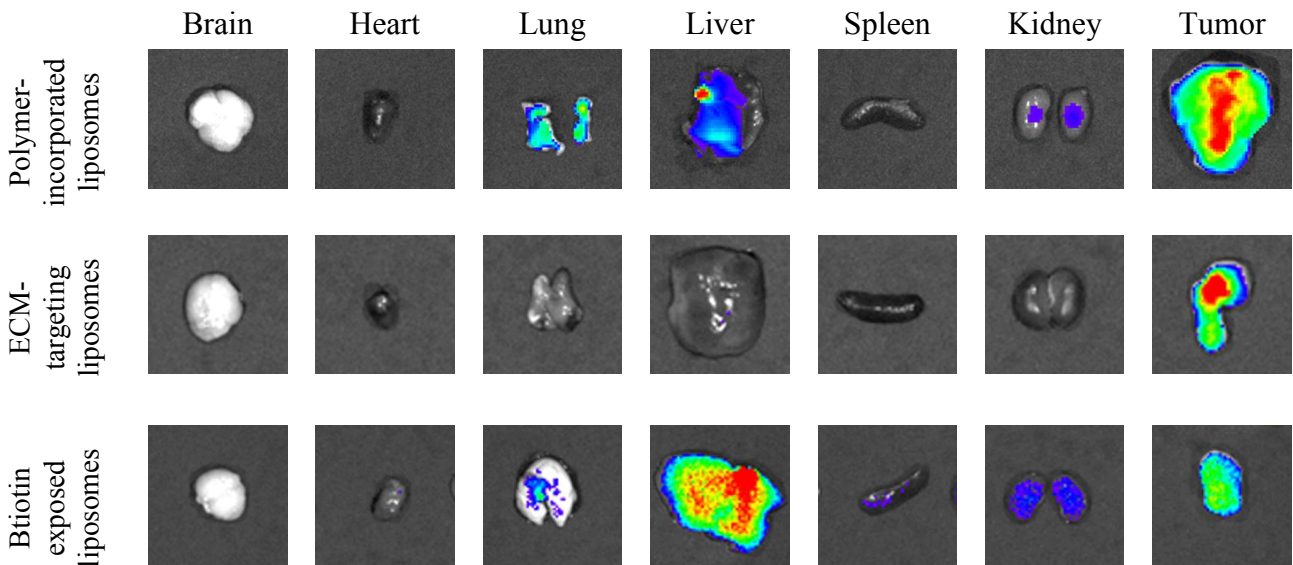 Brain Heart Lung Liver Spleen Kidney Tumor
Polymer-
incorporated
liposomes
ECM-
targeting
liposomes
Btiotin
exposed
liposomes